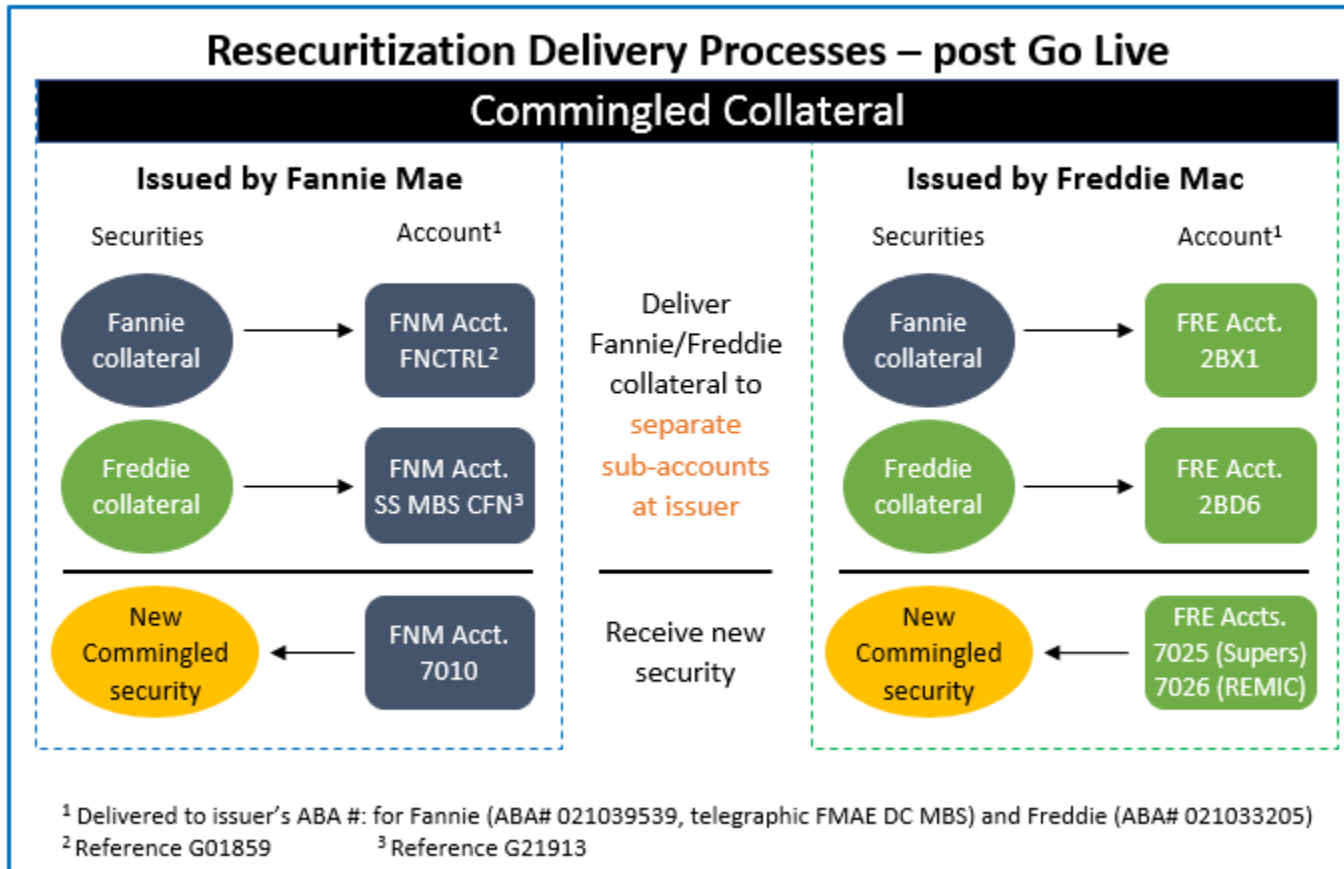 Resecuritization Delivery Processes – post Go Live
Commingled Collateral
Issued by Fannie Mae
Securities
Account¹
Fannie
collateral
FNM Acct.
FNCTRL²
Freddie
collateral
FNM Acct.
SS MBS CFN³
New
Commingled
security
FNM Acct.
7010
Deliver
Fannie/Freddie
collateral to
separate
sub-accounts
at issuer
Receive new
security
Issued by Freddie Mac
Securities
Account¹
Fannie
collateral
FRE Acct.
2BX1
Freddie
collateral
FRE Acct.
2BD6
New
Commingled
security
FRE Accts.
7025 (Supers)
7026 (REMIC)
¹ Delivered to issuer’s ABA #: for Fannie (ABA# 021039539, telegraphic FMAE DC MBS) and Freddie (ABA# 021033205)
² Reference G01859
³ Reference G21913